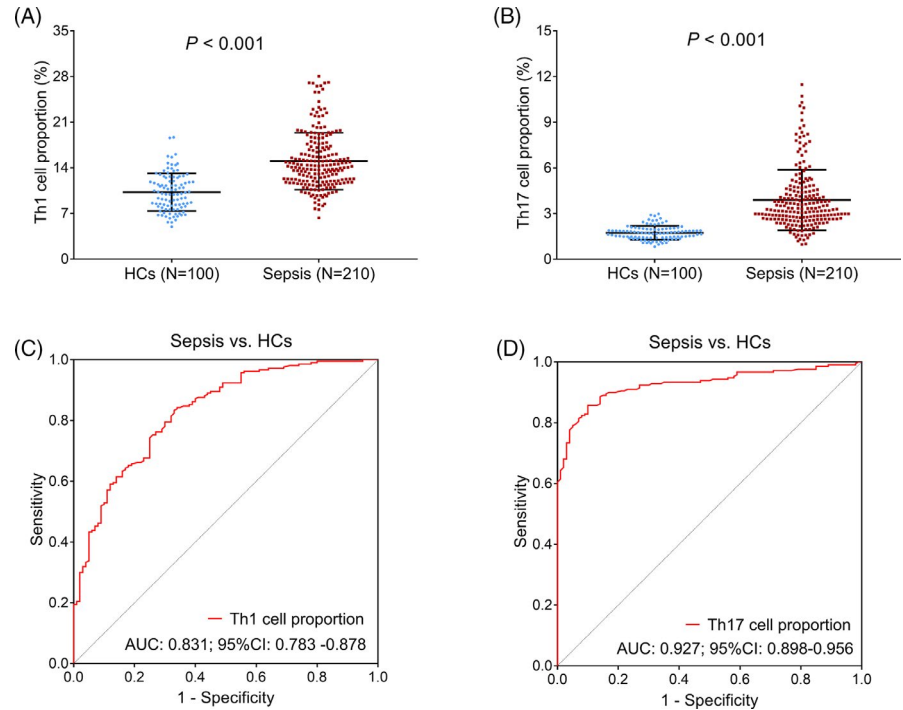 (A)
P < 0.001
Th1 cell proportion (%)
35
28
21
14
7
0
HCs (N=100) Sepsis (N=210)
(B)
P < 0.001
Th17 cell proportion (%)
15
12
9
6
3
0
HCs (N=100) Sepsis (N=210)
(C)
Sepsis vs. HCs
Sensitivity
1.0
0.8
0.6
0.4
0.2
0.0
Th1 cell proportion
AUC: 0.831; 95%CI: 0.783 -0.878
0.0 0.2 0.4 0.6 0.8 1.0
1 - Specificity
(D)
Sepsis vs. HCs
Sensitivity
1.0
0.8
0.6
0.4
0.2
0.0
Th17 cell proportion
AUC: 0.927; 95%CI: 0.898-0.956
0.0 0.2 0.4 0.6 0.8 1.0
1 - Specificity